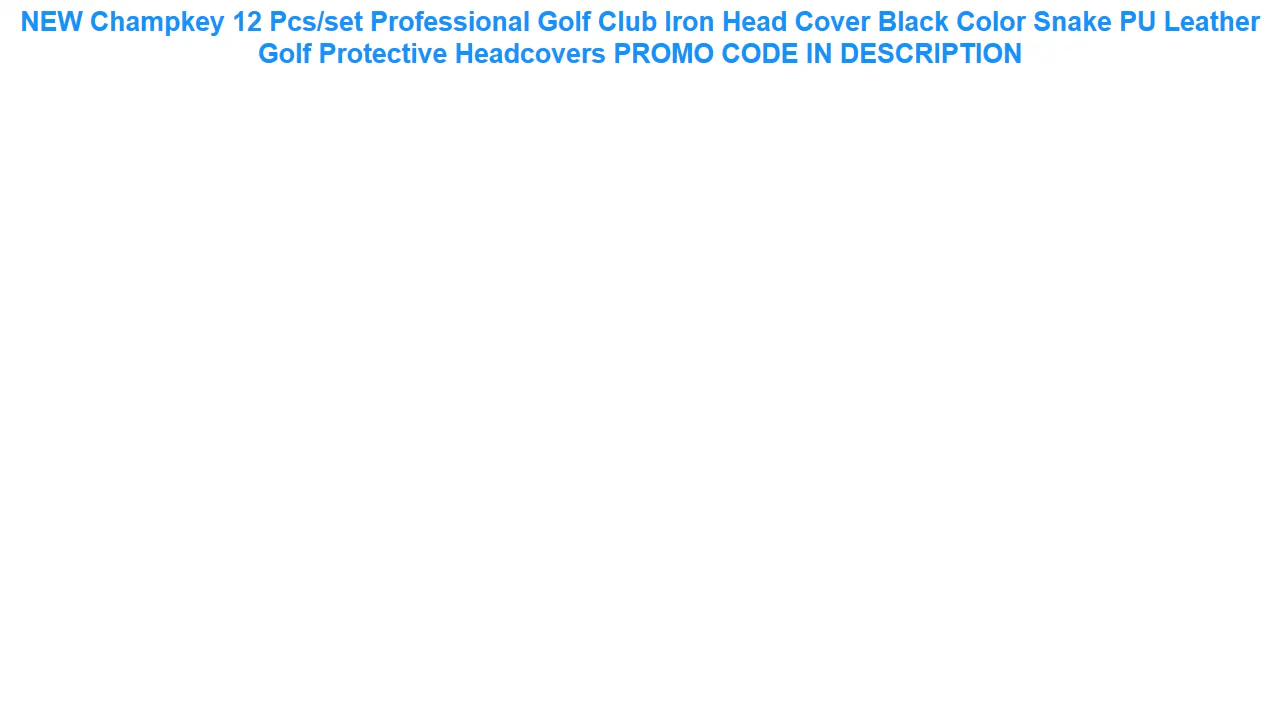 NEW Champkey 12 Pcs/set Professional Golf Club Iron Head Cover Black Color Snake PU Leather
Golf Protective Headcovers PROMO CODE IN DESCRIPTION